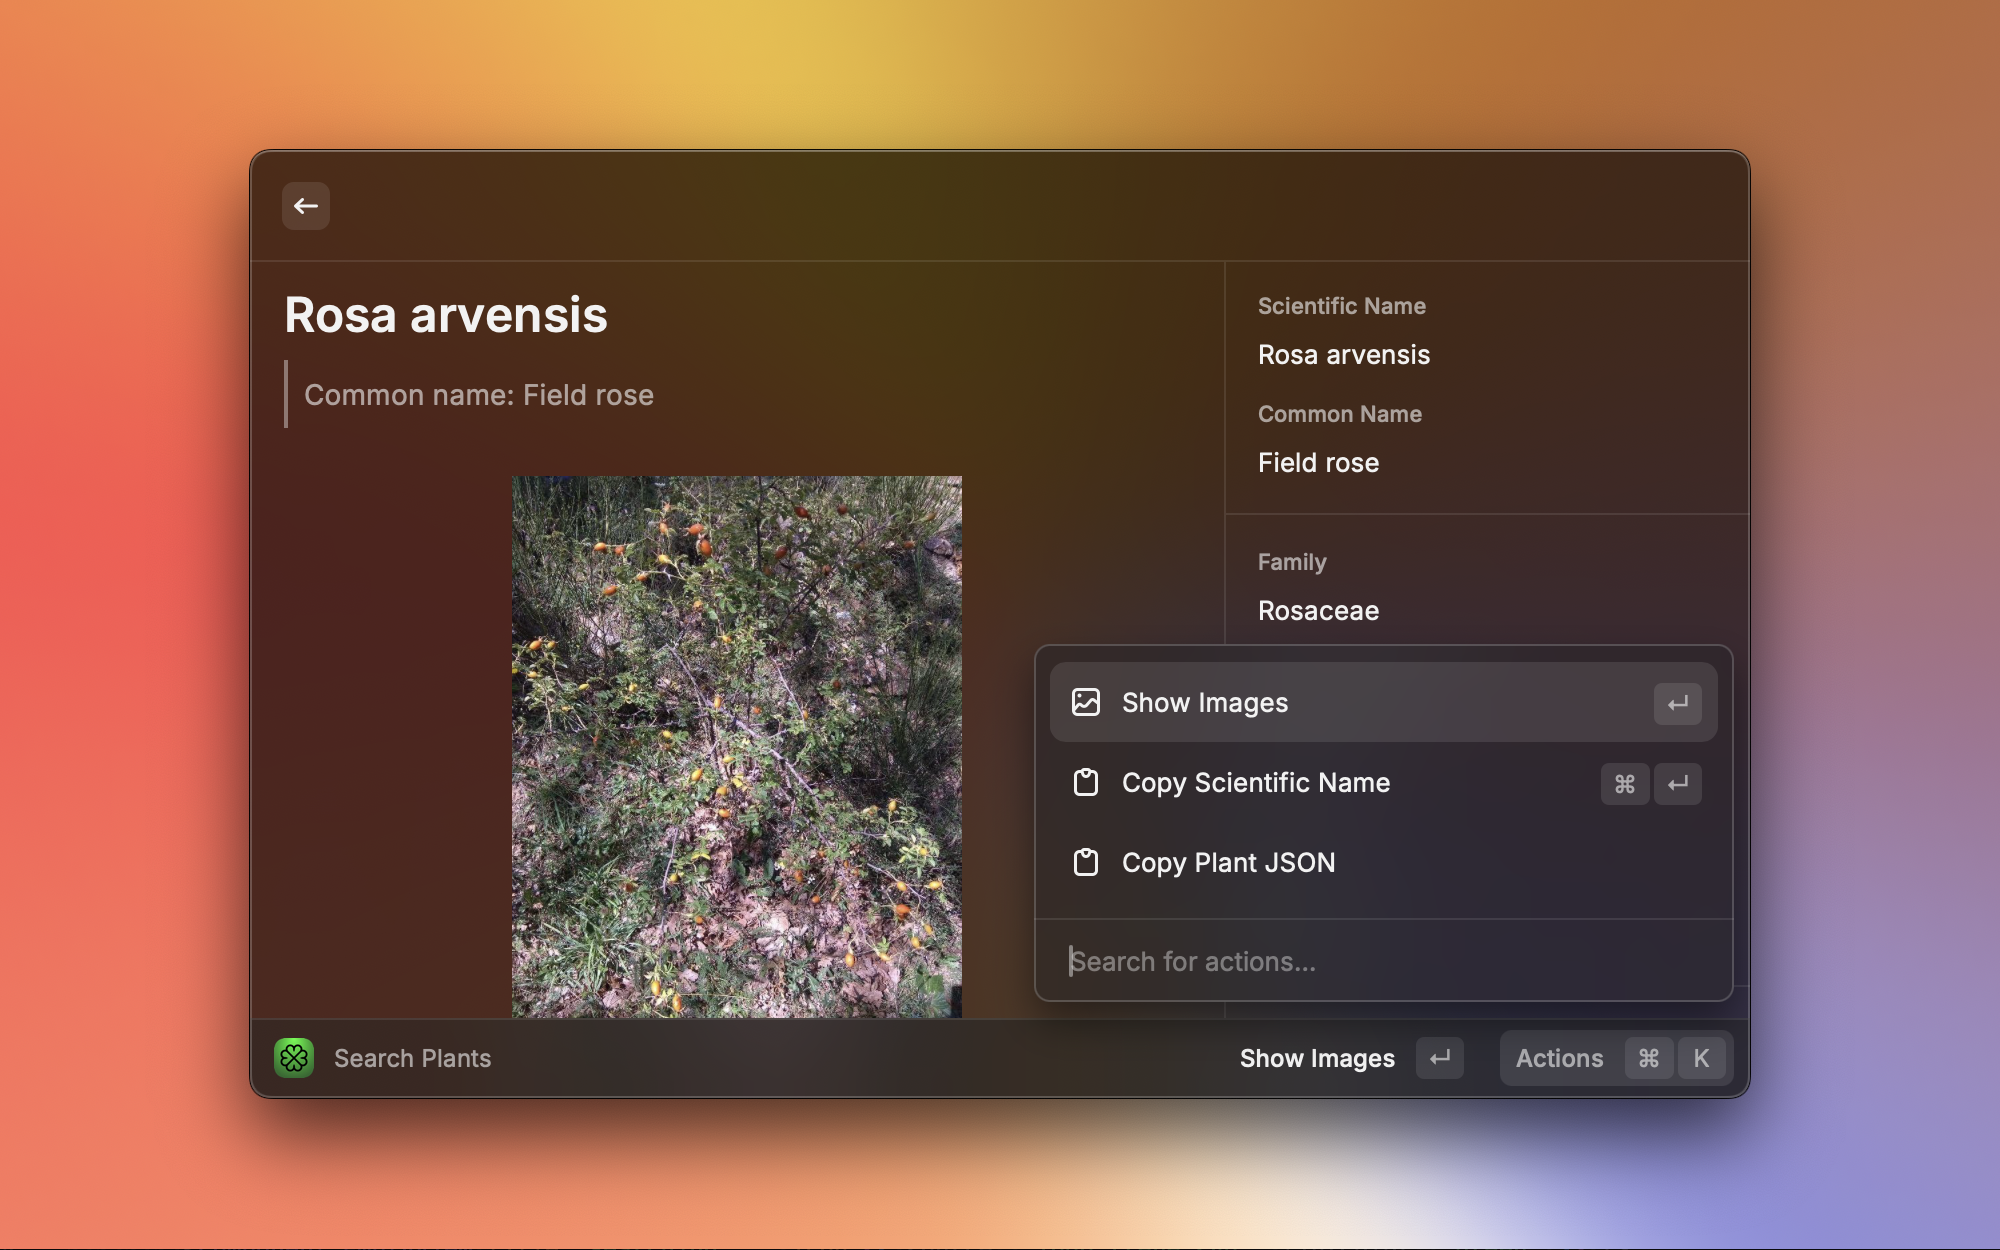 Rosa arvensis
Common name: Field rose
Scientific Name
Rosa arvensis
Common Name
Field rose
Family
Rosaceae
Show Images ↵
Copy Scientific Name ⌘ ↵
Copy Plant JSON
Search for actions...
Search Plants
Show Images ↵
Actions ⌘ K